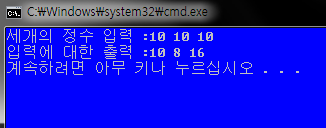 C:₩Windows₩system32₩cmd.exe
세개의 정수 입력 :10 10 10
입력에 대한 출력 :10 8 16
계속하려면 아무 키나 누르십시오 . . .